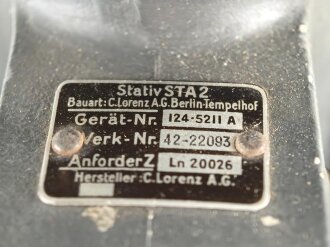 Stativ STA 2
Bauart: C. Lorenz A.G. Berlin-Tempelhof
Gerät-Nr. 124-5211 A
Werk-Nr. 42-22093
Anforder Z Ln 20026
Hersteller: C. Lorenz A.G.